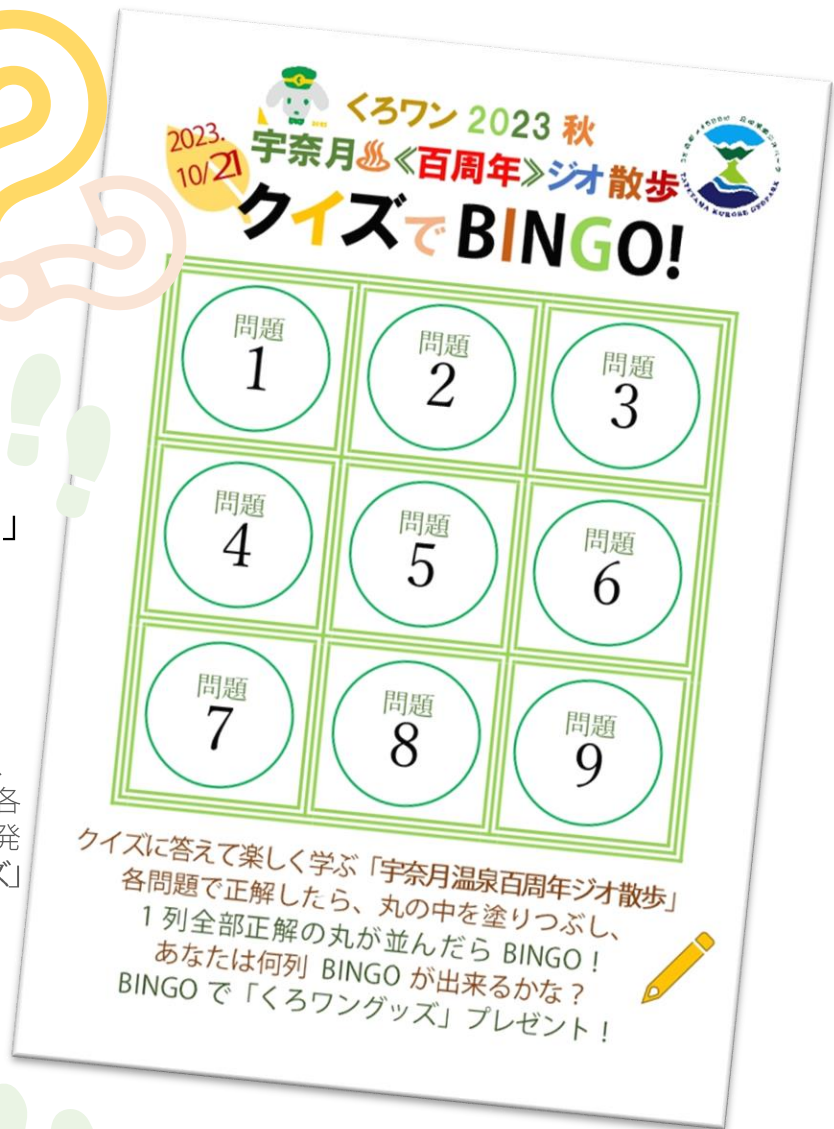 くろワン 2023 秋
2023.
10/21
宇奈月♨《百周年》ジオ散歩
TATEYAMA KUROBE GEOPARK
クイズで BINGO!
問題
1
問題
2
問題
3
問題
4
問題
5
問題
6
問題
7
問題
8
問題
9
クイズに答えて楽しく学ぶ「宇奈月温泉百周年ジオ散歩」
各問題で正解したら、丸の中を塗りつぶし、
1 列全部正解の丸が並んだら BINGO！
あなたは何列 BINGO が出来るかな？
BINGO で「くろワングッズ」プレゼント！
」
、
各
発
ズ」